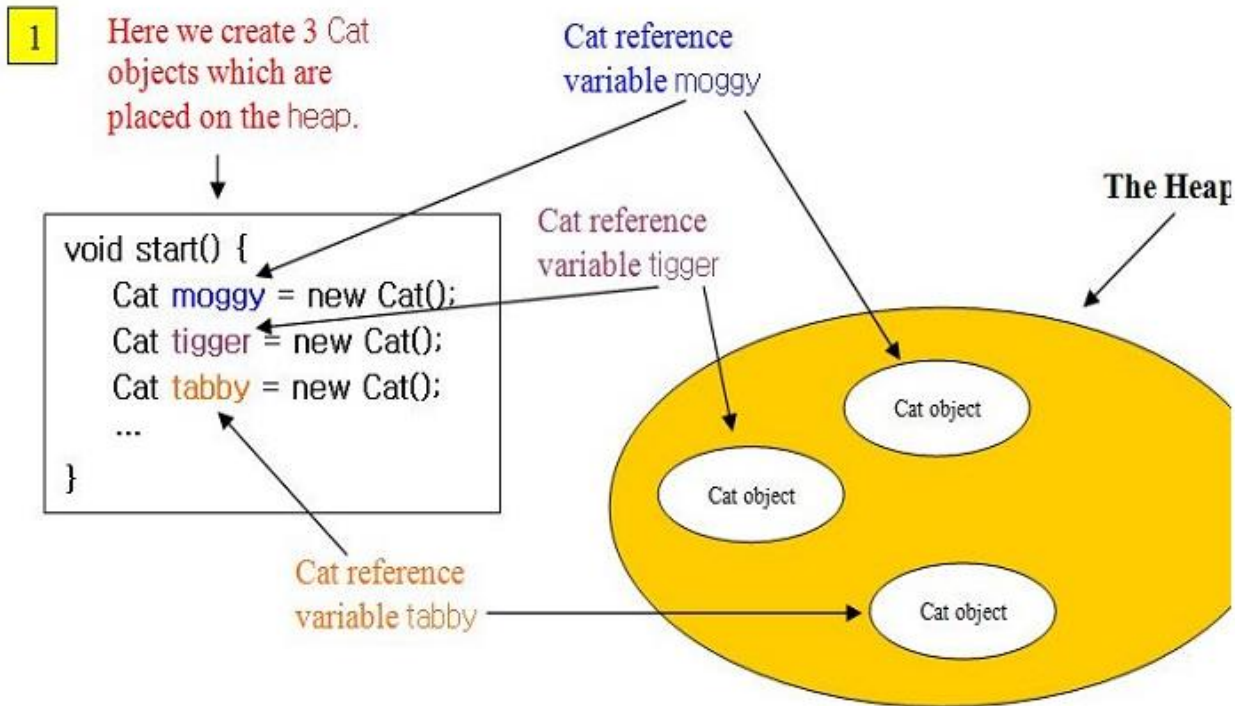 1
Here we create 3 Cat
objects which are
placed on the heap.
Cat reference
variable moggy
The Heap
Cat reference
variable tigger
void start() {
Cat moggy = new Cat();
Cat tigger = new Cat();
Cat tabby = new Cat();
...
}
Cat object
Cat object
Cat object
Cat reference
variable tabby